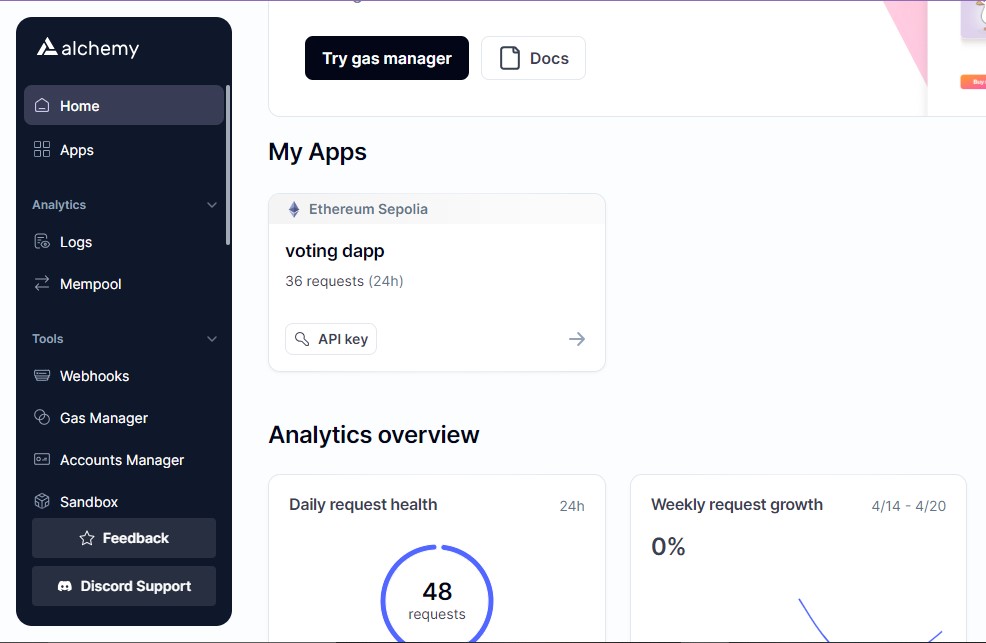 alchemy
Home
Apps
Analytics
Logs
Mempool
Tools
Webhooks
Gas Manager
Accounts Manager
Sandbox
Feedback
Discord Support
Try gas manager
Docs
My Apps
Ethereum Sepolia
voting dapp
36 requests (24h)
API key
Analytics overview
Daily request health 24h
48
requests
Weekly request growth 4/14 - 4/20
0%